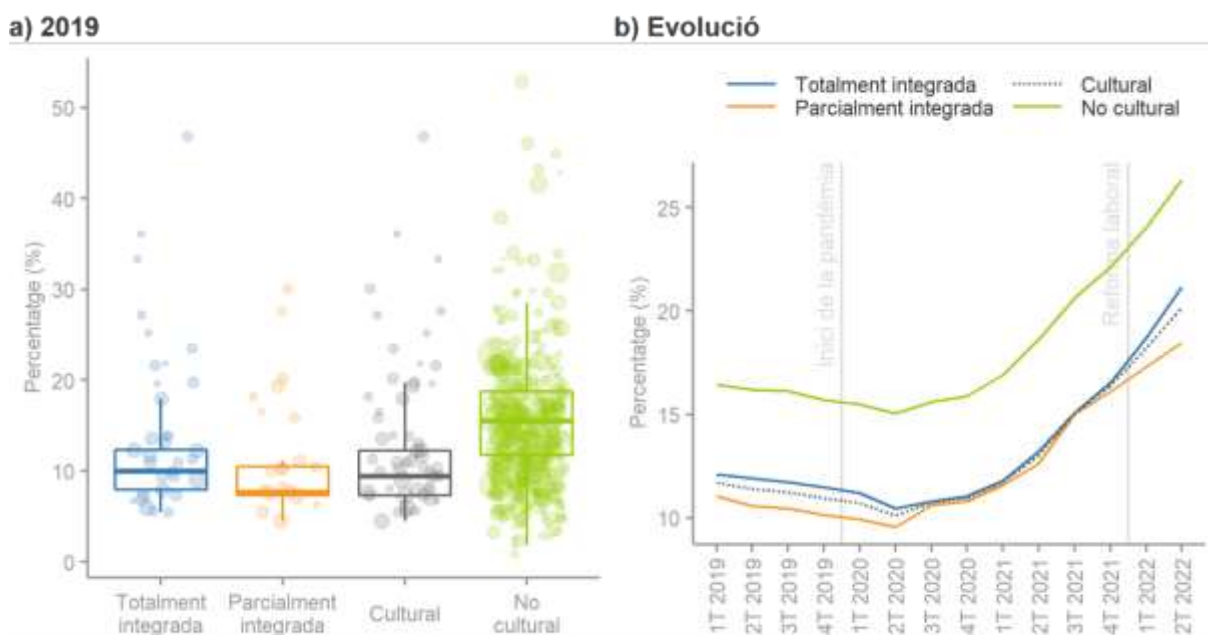 a) 2019
Percentatge (%)
50
40
30
20
10
0
Totalment
integrada
Parcialment
integrada
Cultural
No
cultural
b) Evolució
Totalment integrada
Cultural
Parcialment integrada
No cultural
Percentatge (%)
25
20
15
10
Inici de la pandèmia
Reforma laboral
1T 2019
2T 2019
3T 2019
4T 2019
1T 2020
2T 2020
3T 2020
4T 2020
1T 2021
2T 2021
3T 2021
4T 2021
1T 2022
2T 2022